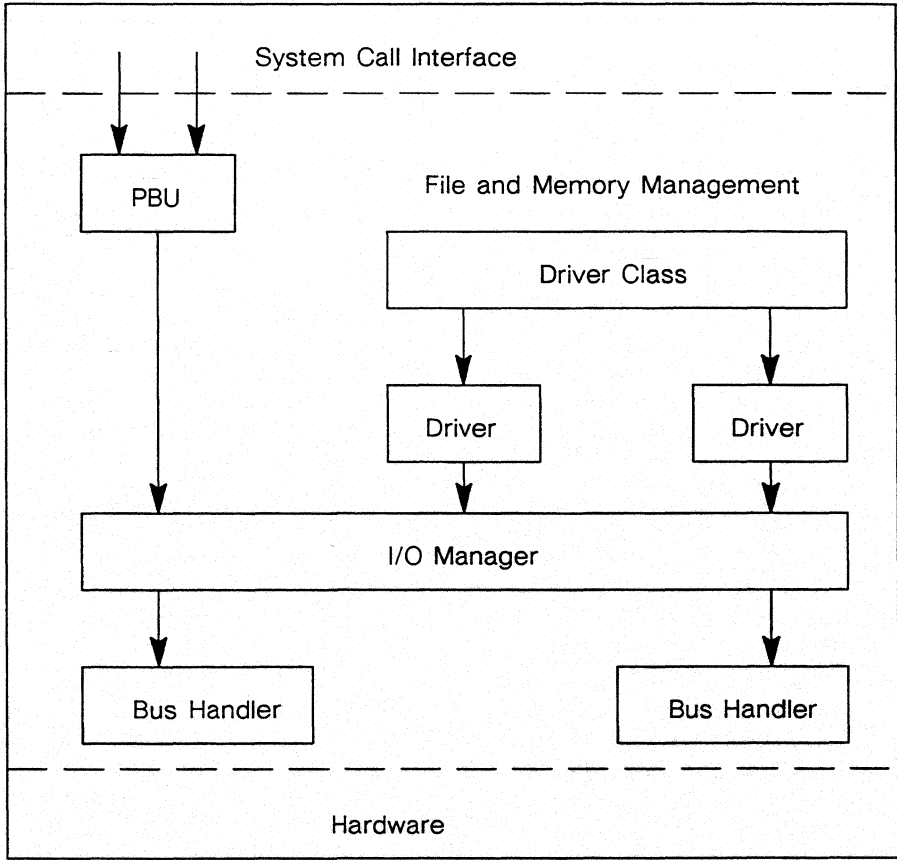 System Call Interface
PBU
File and Memory Management
Driver Class
Driver
Driver
I/O Manager
Bus Handler
Bus Handler
Hardware